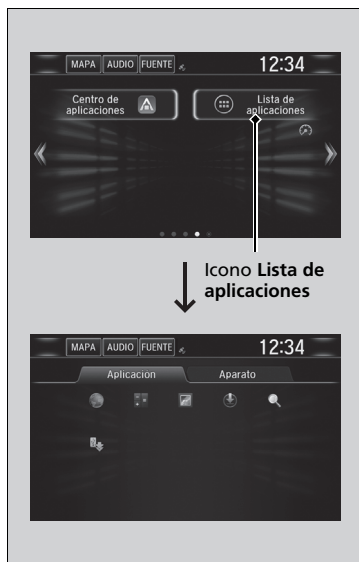 MAPA AUDIO FUENTE 12:34
Centro de aplicaciones
Lista de aplicaciones
Icono Lista de
aplicaciones
MAPA AUDIO FUENTE 12:34
Aplicacion Aparato